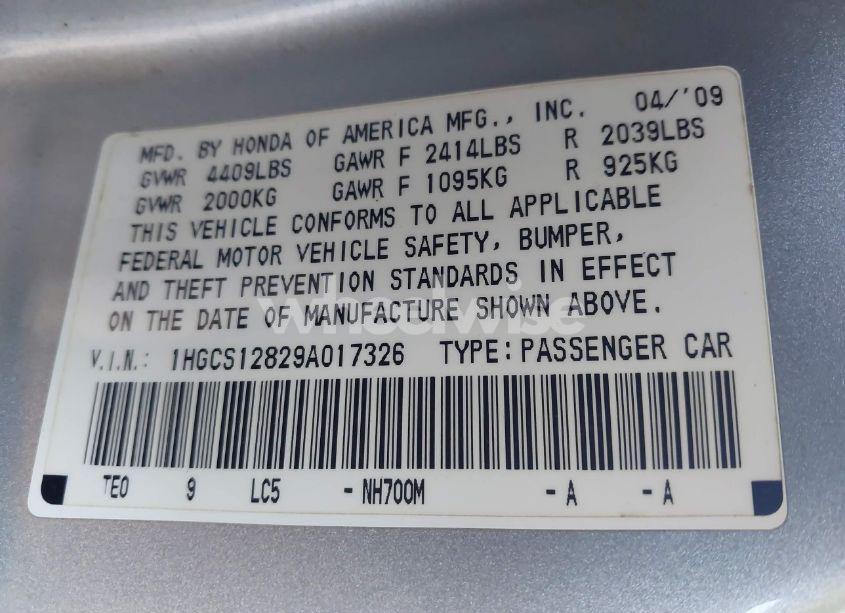 MFD. BY HONDA OF AMERICA MFG., INC. 04/'09
GVWR 4409LBS GAWR F 2414LBS R 2039LBS
GVWR 2000KG GAWR F 1095KG R 925KG
THIS VEHICLE CONFORMS TO ALL APPLICABLE
FEDERAL MOTOR VEHICLE SAFETY, BUMPER,
AND THEFT PREVENTION STANDARDS IN EFFECT
ON THE DATE OF MANUFACTURE SHOWN ABOVE.
wheelwise
V.I.N.: 1HGCS12829A017326 TYPE: PASSENGER CAR
TE0 9 LC5 - NH700M - A - A